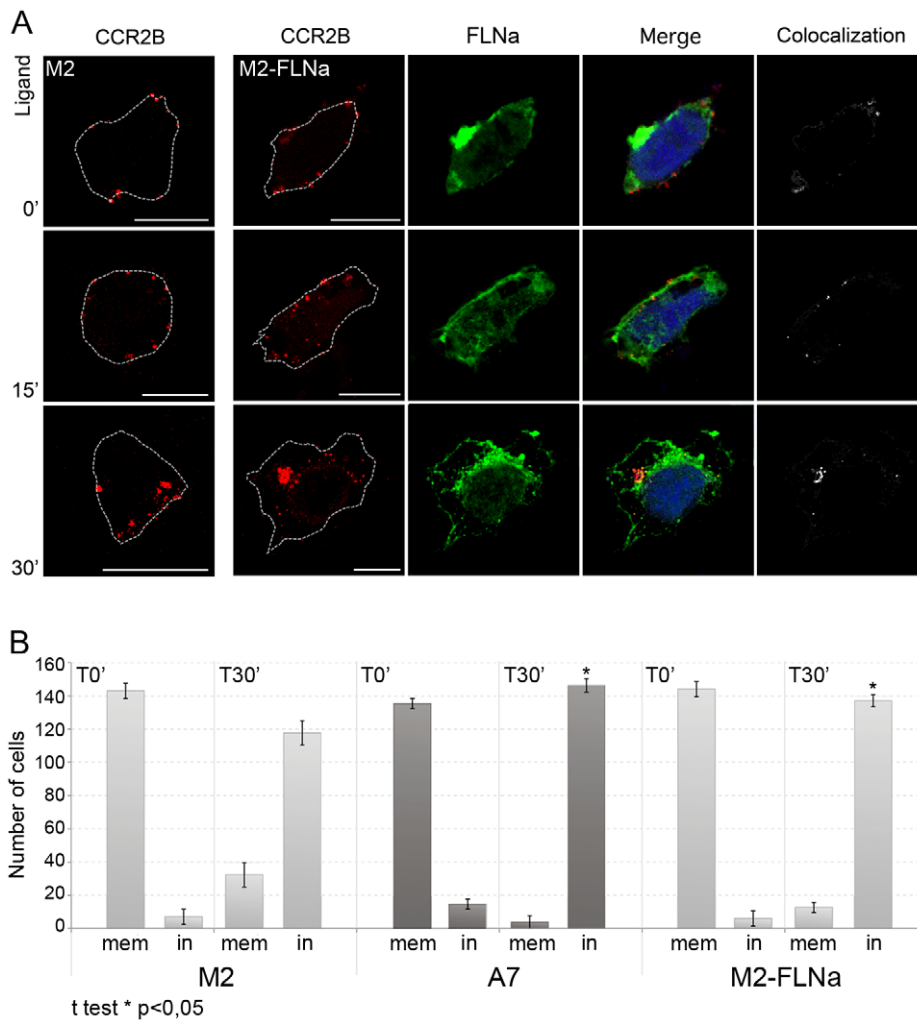 A
CCR2B CCR2B FLNa Merge Colocalization
Ligand
M2 M2-FLNa
0'
15'
30'
B
160 T0' T30' T0' T30' * T0' T30' *
140
120
100
80
60
40
20
0
Number of cells
mem in mem in mem in mem in mem in mem in
M2 A7 M2-FLNa
t test * p<0,05